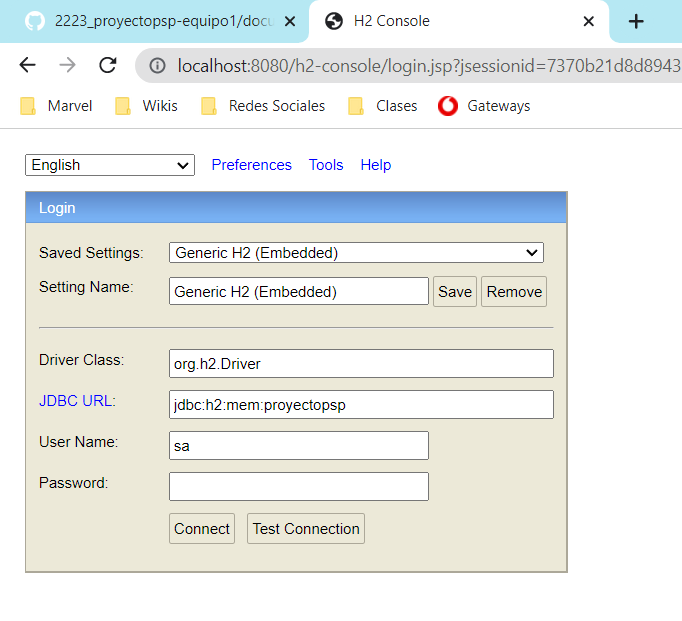 2223_proyectopsp-equipo1/docu
H2 Console
localhost:8080/h2-console/login.jsp?jsessionid=7370b21d8d8943
Marvel Wikis Redes Sociales Clases Gateways
English Preferences Tools Help
Login
Saved Settings: Generic H2 (Embedded)
Setting Name: Generic H2 (Embedded) Save Remove
Driver Class: org.h2.Driver
JDBC URL: jdbc:h2:mem:proyectopsp
User Name: sa
Password:
Connect Test Connection